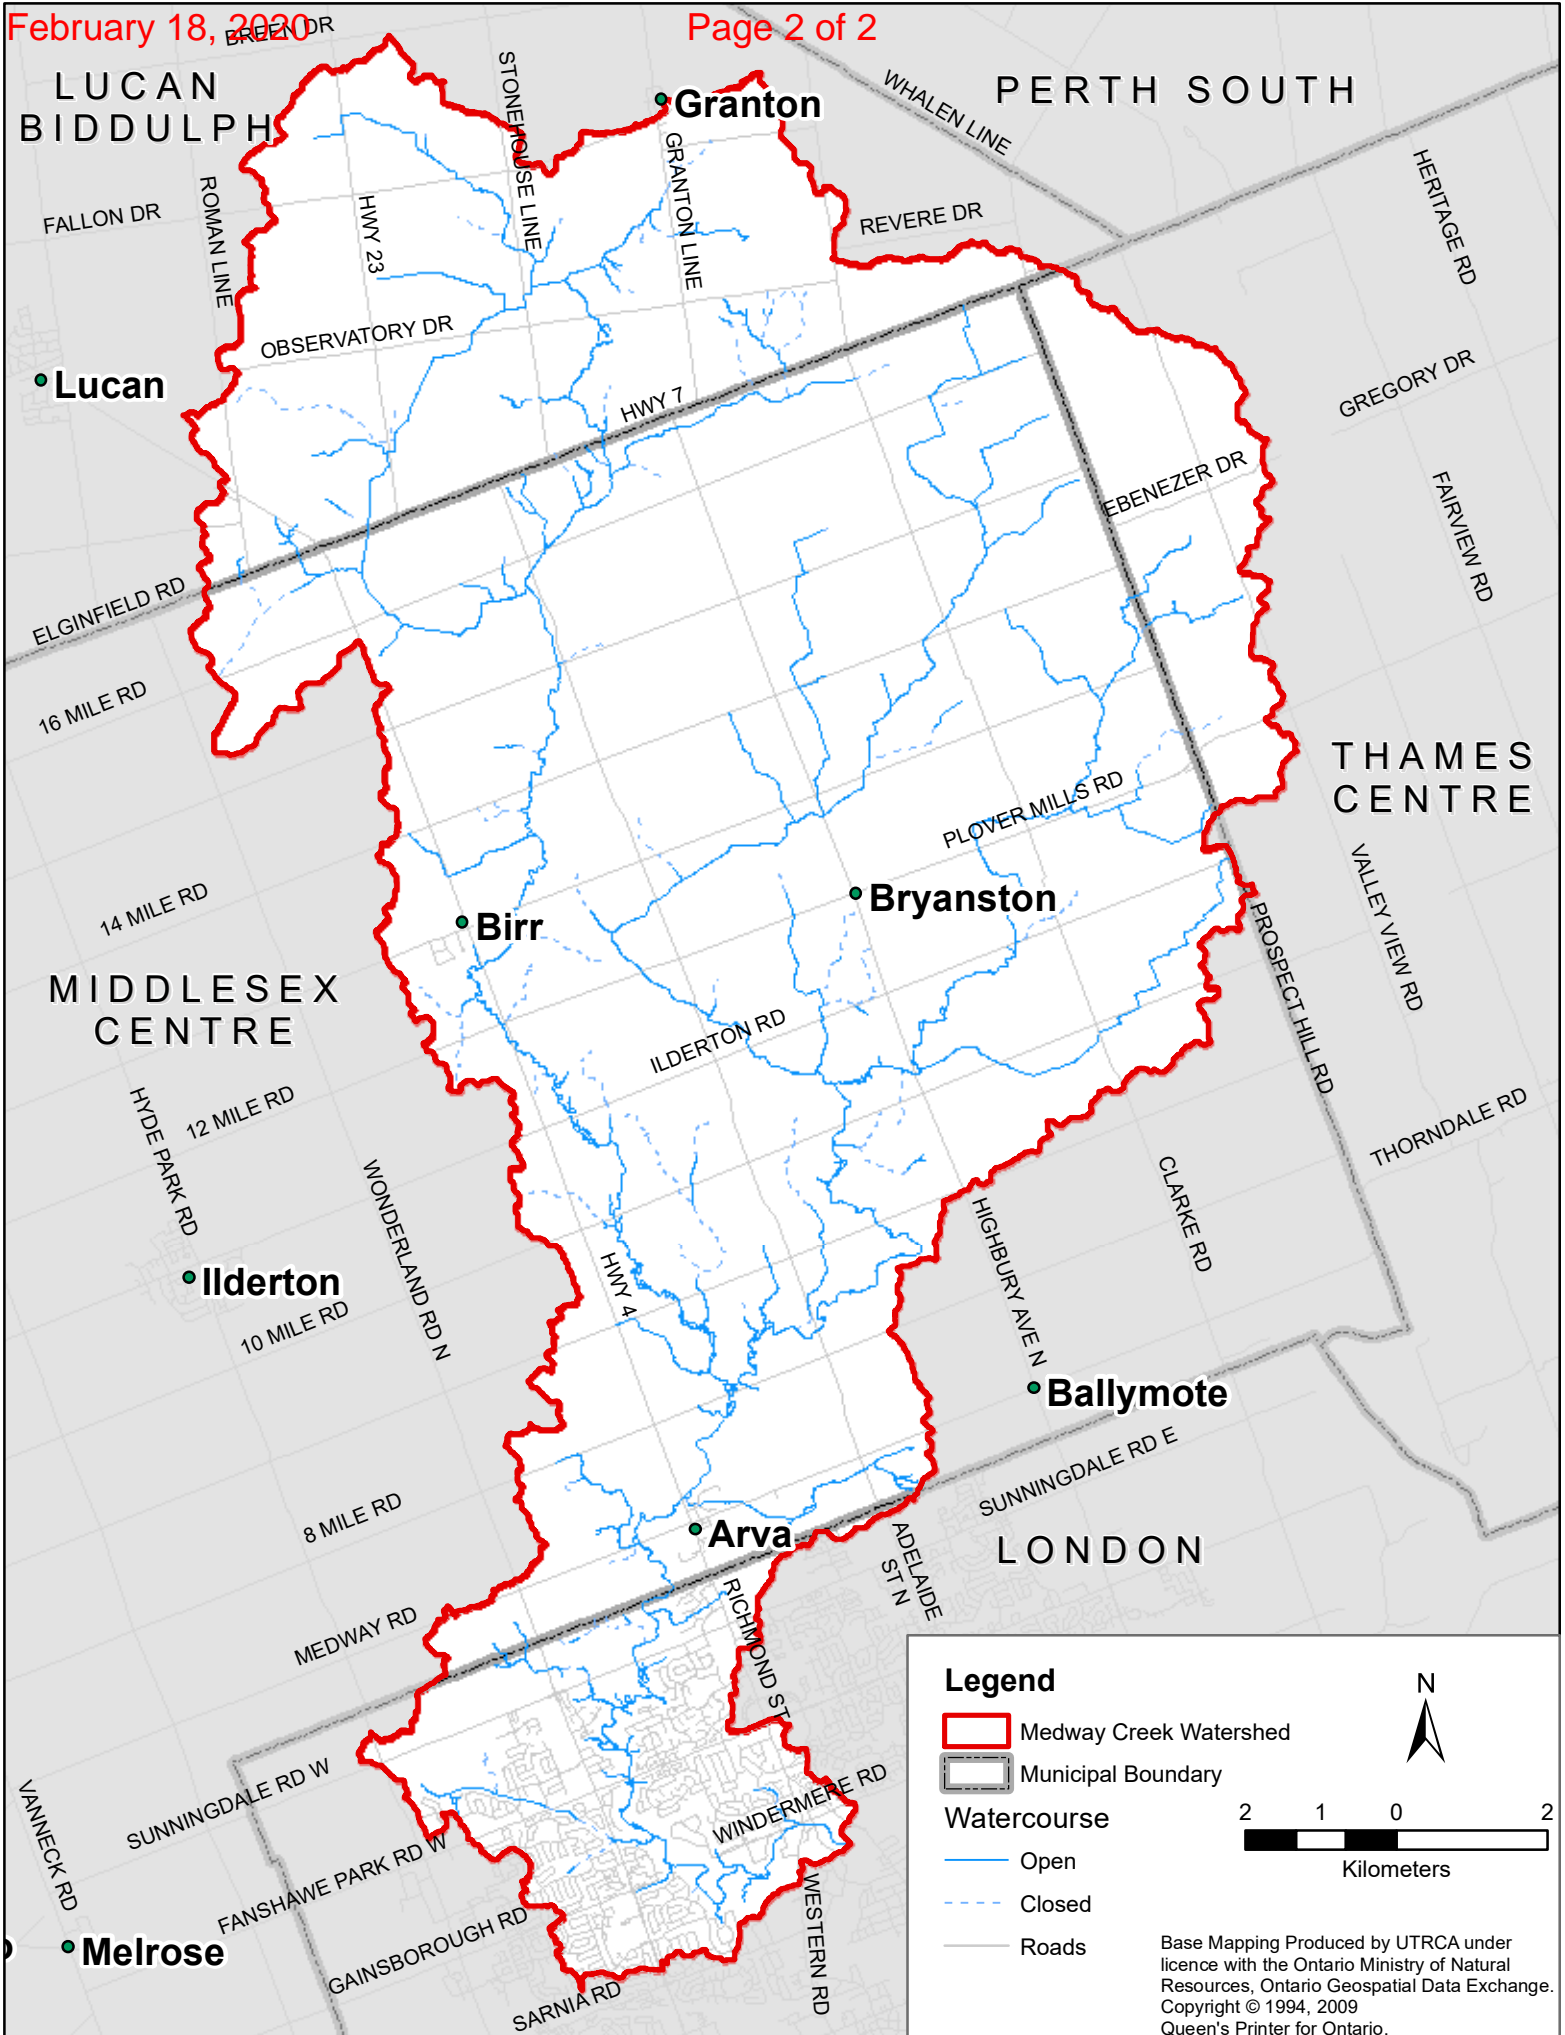 February 18, 2020
Page 2 of 2
BREEN DR
LUCAN
BIDDULPH
STONEHOUSE LINE
Granton
WHALEN LINE
PERTH SOUTH
GRANTON LINE
HERITAGE RD
FALLON DR
ROMAN LINE
HWY 23
REVERE DR
OBSERVATORY DR
Lucan
HWY 7
GREGORY DR
EBENEZER DR
FAIRVIEW RD
ELGINFIELD RD
16 MILE RD
THAMES
CENTRE
PLOVER MILLS RD
VALLEY VIEW RD
14 MILE RD
Birr
Bryanston
PROSPECT HILL RD
MIDDLESEX
CENTRE
ILDERTON RD
HYDE PARK RD
12 MILE RD
THORNDALE RD
WONDERLAND RD N
CLARKE RD
HIGHBURY AVE N
Ilderton
HWY 4
10 MILE RD
Ballymote
SUNNINGDALE RD E
8 MILE RD
Arva
ADELAIDE
ST N
LONDON
RICHMOND ST
MEDWAY RD
SUNNINGDALE RD W
VANNECK RD
WINDERMERE RD
FANSHAWE PARK RD W
WESTERN RD
GAINSBOROUGH RD
Melrose
SARNIA RD
Legend
N
Medway Creek Watershed
Municipal Boundary
Watercourse
2 1 0 2
Kilometers
Open
Closed
Roads
Base Mapping Produced by UTRCA under
licence with the Ontario Ministry of Natural
Resources, Ontario Geospatial Data Exchange.
Copyright © 1994, 2009
Queen's Printer for Ontario.